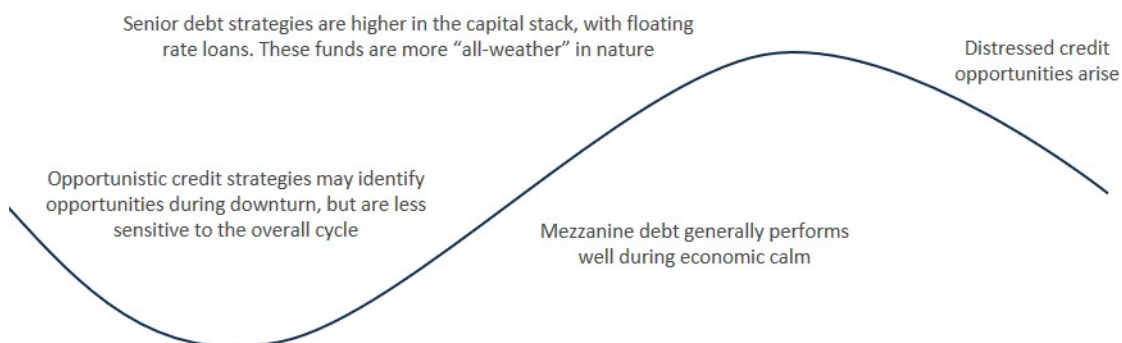 Senior debt strategies are higher in the capital stack, with floating
rate loans. These funds are more “all-weather” in nature
Distressed credit
opportunities arise
Opportunistic credit strategies may identify
opportunities during downturn, but are less
sensitive to the overall cycle
Mezzanine debt generally performs
well during economic calm